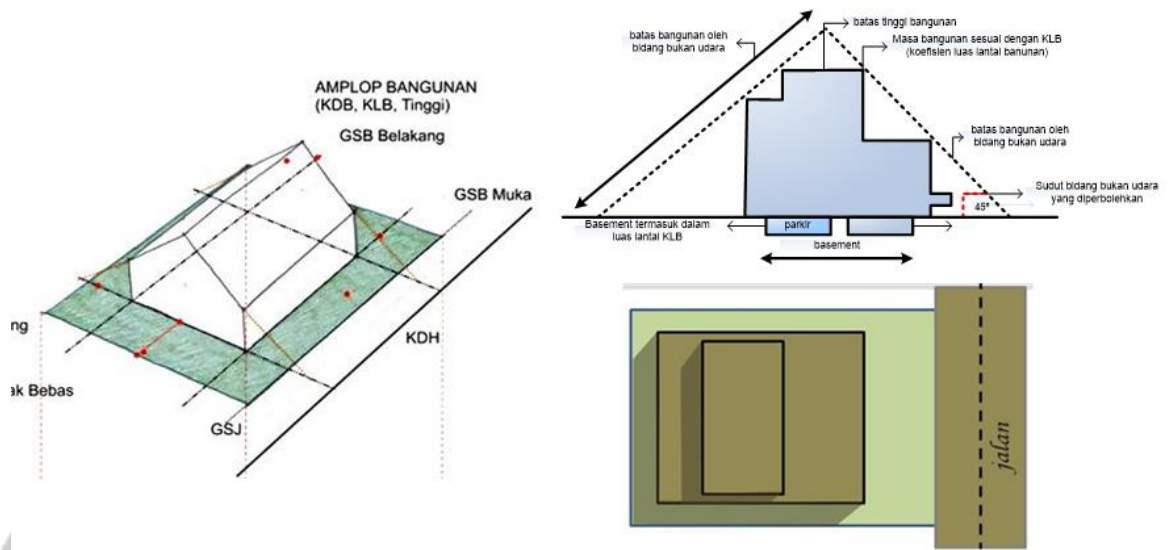 AMPLOP BANGUNAN
(KDB, KLB, Tinggi)
GSB Belakang
GSB Muka
KDH
GSJ
ng
ak Bebas
batas tinggi bangunan
batas bangunan oleh
bidang bukan udara
Masa bangunan sesuai dengan KLB
(koefisien luas lantai banunan)
batas bangunan oleh
bidang bukan udara
Sudut bidang bukan udara
yang diperbolehkan
45°
Basement termasuk dalam
luas lantai KLB
parkir
basement
jalan